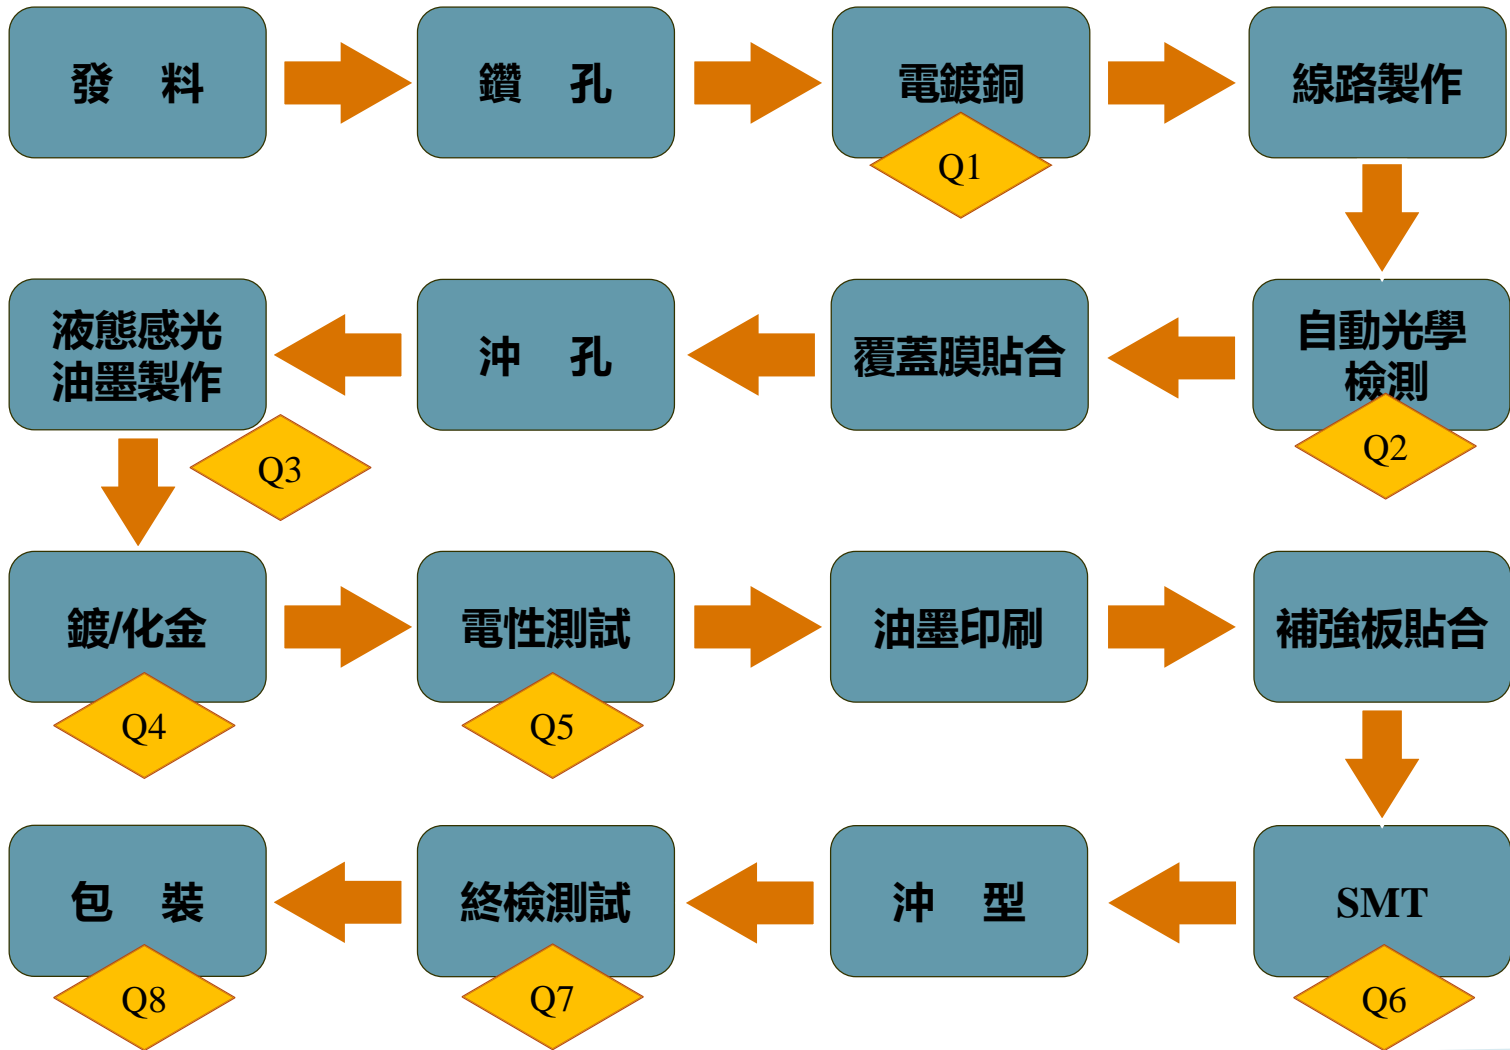 發 料
鑽 孔
電鍍銅
Q1
線路製作
自動光學
檢測
Q2
覆蓋膜貼合
沖 孔
液態感光
油墨製作
Q3
鍍/化金
Q4
電性測試
Q5
油墨印刷
補強板貼合
SMT
Q6
沖 型
終檢測試
Q7
包 裝
Q8